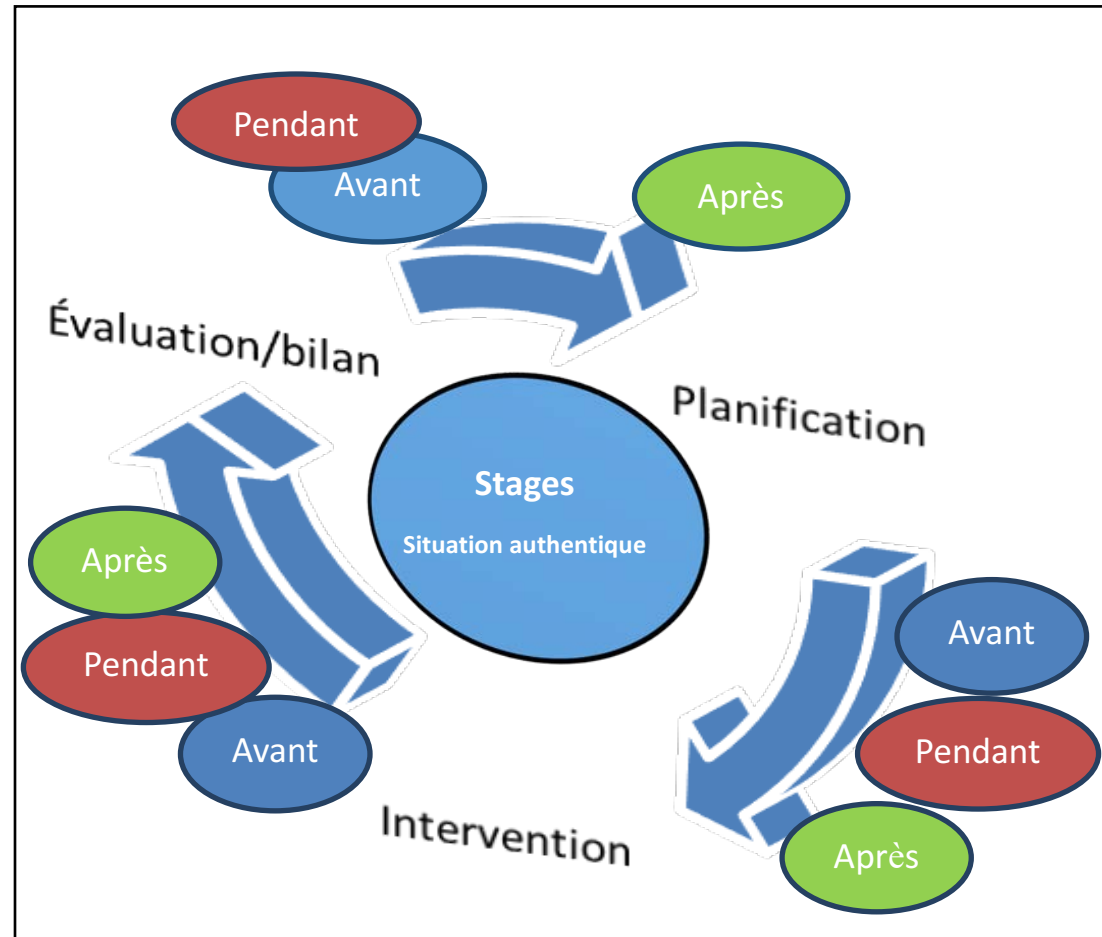 Pendant
Avant
Après
Évaluation/bilan
Planification
Stages
Situation authentique
Après
Pendant
Avant
Avant
Pendant
Après
Intervention